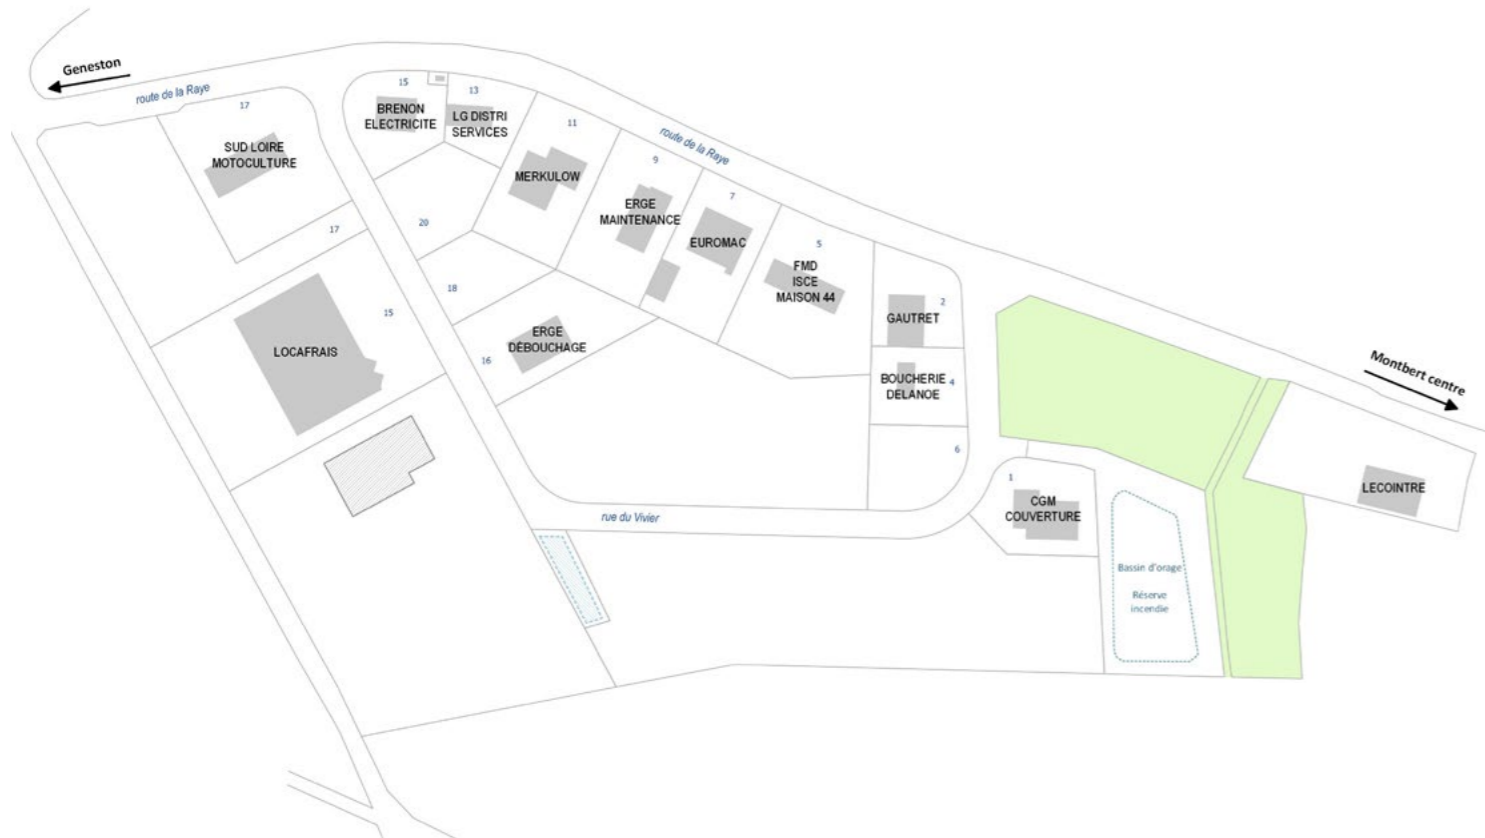 Geneston
route de la Raye
17
SUD LOIRE
MOTOCULTURE
17
15
BRENON
ELECTRICITE
13
LG DISTRI
SERVICES
11
MERKULOW
route de la Raye
9
ERGE
MAINTENANCE
7
EUROMAC
5
FMD
ISCE
MAISON 44
2
GAUTRET
BOUCHERIE
DELANOE
4
6
20
18
16
ERGE
DÉBOUCHAGE
15
LOCAFRAIS
rue du Vivier
1
CGM
COUVERTURE
Bassin d'orage
Réserve
incendie
Montbert centre
LECOINTRE